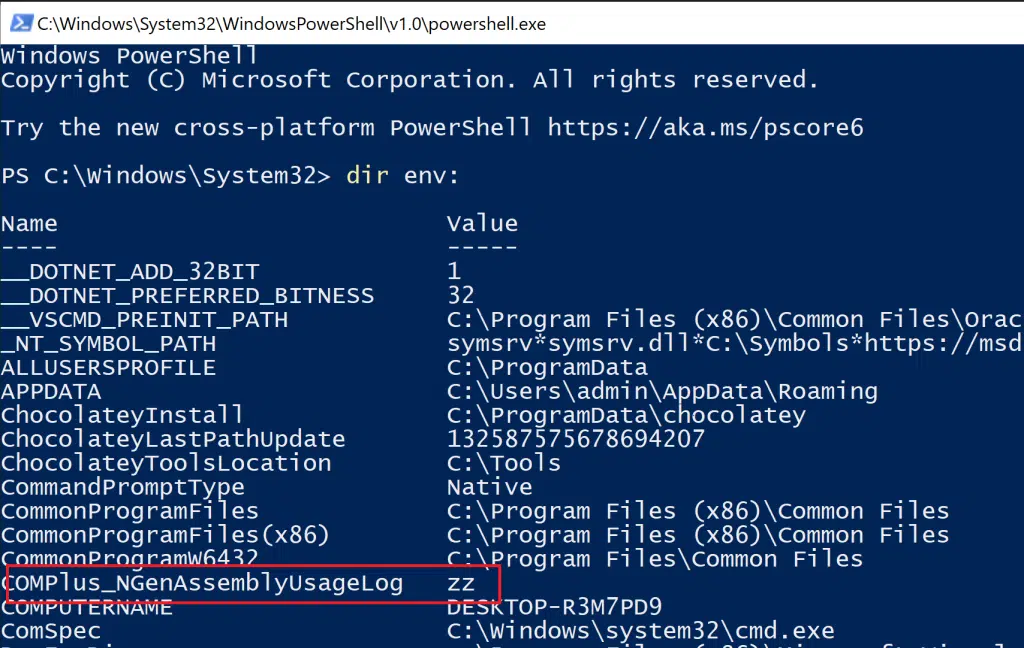 C:\Windows\System32\WindowsPowerShell\v1.0\powershell.exe
Windows PowerShell
Copyright (C) Microsoft Corporation. All rights reserved.
Try the new cross-platform PowerShell https://aka.ms/pscore6
PS C:\Windows\System32> dir env:
Name Value
---- -----
__DOTNET_ADD_32BIT 1
__DOTNET_PREFERRED_BITNESS 32
__VSCMD_PREINIT_PATH C:\Program Files (x86)\Common Files\Orac
_NT_SYMBOL_PATH symsrv*symsrv.dll*C:\Symbols*https://msd
ALLUSERSPROFILE C:\ProgramData
APPDATA C:\Users\admin\AppData\Roaming
ChocolateyInstall C:\ProgramData\chocolatey
ChocolateyLastPathUpdate 132587575678694207
ChocolateyToolsLocation C:\Tools
CommandPromptType Native
CommonProgramFiles C:\Program Files (x86)\Common Files
CommonProgramFiles(x86) C:\Program Files (x86)\Common Files
CommonProgramW6432 C:\Program Files\Common Files
COMPlus_NGenAssemblyUsageLog zz
COMPUTERNAME DESKTOP-R3M7PD9
ComSpec C:\Windows\system32\cmd.exe